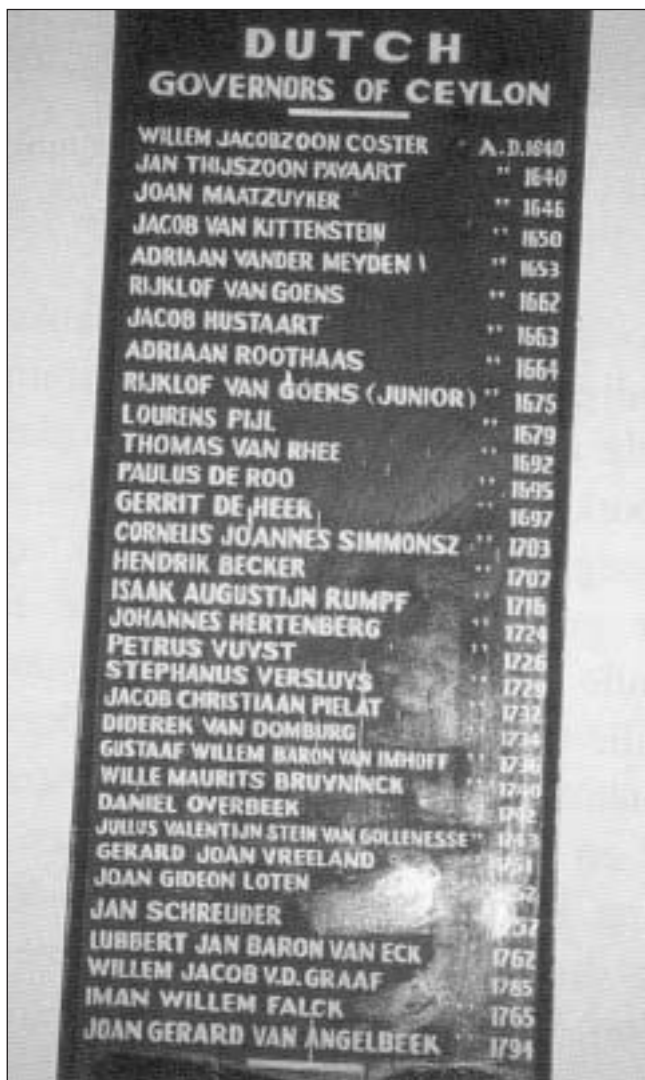 DUTCH
GOVERNORS OF CEYLON
WILLEM JACOBZOON COSTER " A.D.1640
JAN THIJSZOON PAYAART " 1640
JOAN MAATZUYKER " 1646
JACOB VAN KITTENSTEIN " 1650
ADRIAAN VANDER MEYDEN " 1653
RIJKLOF VAN GOENS " 1662
JACOB HUSTAART " 1663
ADRIAAN ROOTHAAS " 1664
RIJKLOF VAN GOENS (JUNIOR) " 1675
LOURENS PIJL " 1679
THOMAS VAN RHEE " 1692
PAULUS DE ROO " 1695
GERRIT DE HEER " 1697
CORNELIS JOANNES SIMMONSZ " 1703
HENDRIK BECKER " 1707
ISAAK AUGUSTIJN RUMPF " 1716
JOHANNES HERTENBERG " 1724
PETRUS VUYST " 1726
STEPHANUS VERSLUYS " 1729
JACOB CHRISTIAAN PIELAT " 1732
DIDEREK VAN DOMBURG " 1734
GUSTAAF WILLEM BARON VAN IMHOFF " 1736
WILLE MAURITS BRUYNINCK " 1740
DANIEL OVERBEEK " 1742
JULIUS VALENTIJN STEIN VAN GOLLENESSE " 1743
GERARD JOAN VREELAND " 1751
JOAN GIDEON LOTEN
JAN SCHREUDER
LUBBERT JAN BARON VAN ECK 1762
WILLEM JACOB V.D. GRAAF " 1785
IMAN WILLEM FALCK " 1765
JOAN GERARD VAN ANGELBEEK " 1794